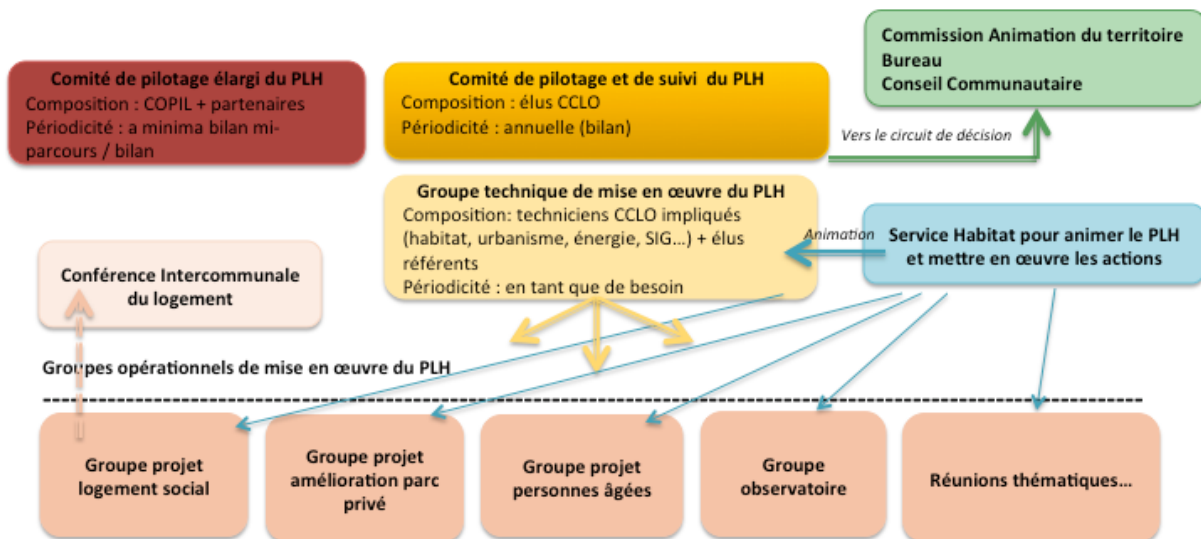 Comité de pilotage élargi du PLH
Composition : COPIL + partenaires
Périodicité : a minima bilan mi-
parcours / bilan
Comité de pilotage et de suivi du PLH
Composition : élus CCLO
Périodicité : annuelle (bilan)
Commission Animation du territoire
Bureau
Conseil Communautaire
Vers le circuit de décision
Groupe technique de mise en œuvre du PLH
Composition: techniciens CCLO impliqués
(habitat, urbanisme, énergie, SIG...) + élus
référents
Périodicité : en tant que de besoin
Animation
Service Habitat pour animer le PLH
et mettre en œuvre les actions
Conférence Intercommunale
du logement
Groupes opérationnels de mise en œuvre du PLH
Groupe projet
logement social
Groupe projet
amélioration parc
privé
Groupe projet
personnes âgées
Groupe
observatoire
Réunions thématiques...